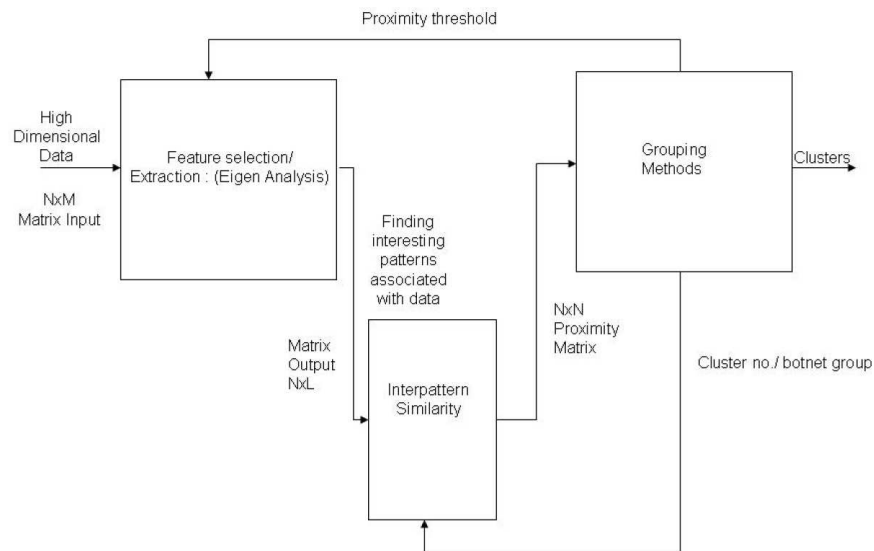 Proximity threshold
High
Dimensional
Data
NxM
Matrix Input
Feature selection/
Extraction : (Eigen Analysis)
Finding
interesting
patterns
associated
with data
Matrix
Output
NxL
Interpattern
Similarity
NxN
Proximity
Matrix
Grouping
Methods
Clusters
Cluster no./ botnet group